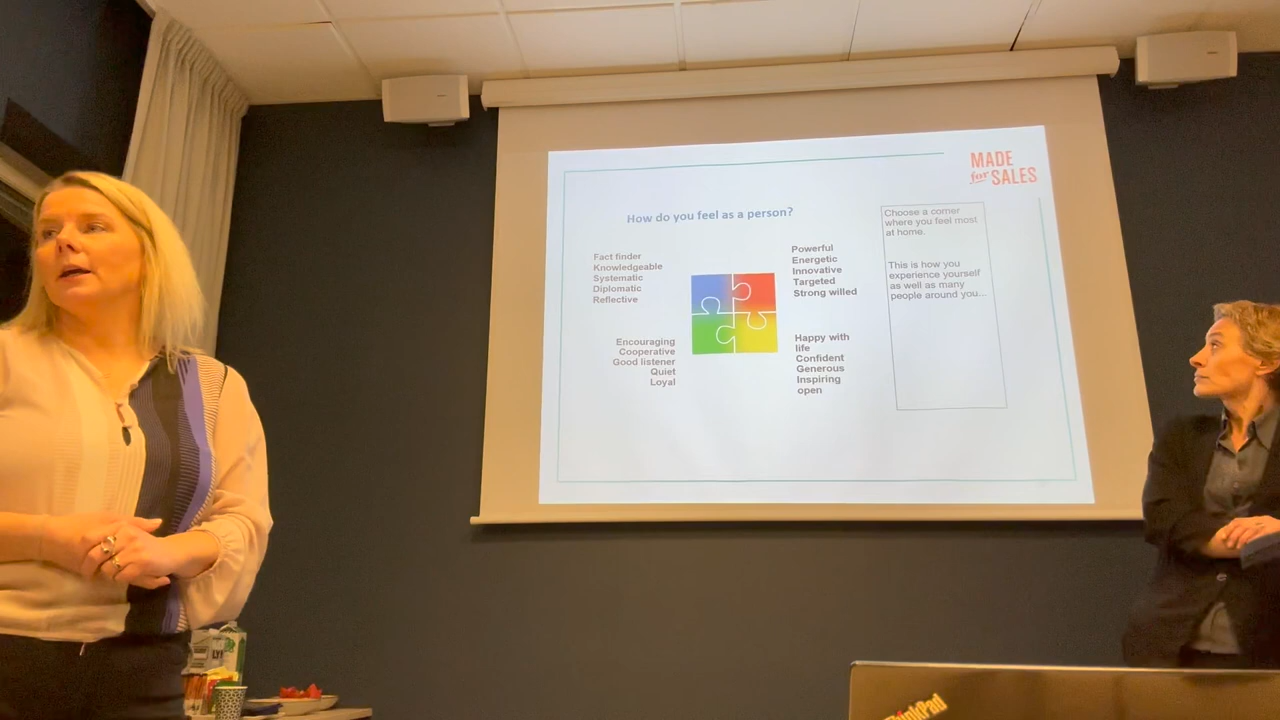 MADE
for SALES
How do you feel as a person?
Fact finder
Knowledgeable
Systematic
Diplomatic
Reflective
Powerful
Energetic
Innovative
Targeted
Strong willed
Encouraging
Cooperative
Good listener
Quiet
Loyal
Happy with
life
Confident
Generous
Inspiring
open
Choose a corner
where you feel most
at home.
This is how you
experience yourself
as well as many
people around you...
ThinkPad